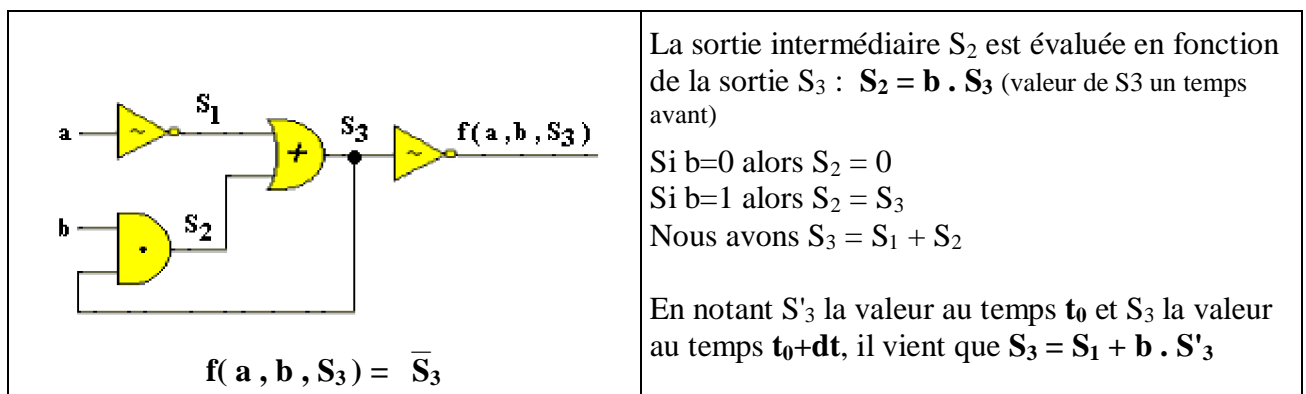 S₁
a
~
S₃
+
~
f(a,b,S₃)
b
S₂
.
f( a , b , S₃ ) = S̅₃
La sortie intermédiaire S₂ est évaluée en fonction
de la sortie S₃ : S₂ = b . S₃ (valeur de S3 un temps
avant)
Si b=0 alors S₂ = 0
Si b=1 alors S₂ = S₃
Nous avons S₃ = S₁ + S₂
En notant S'₃ la valeur au temps t₀ et S₃ la valeur
au temps t₀+dt, il vient que S₃ = S₁ + b . S'₃